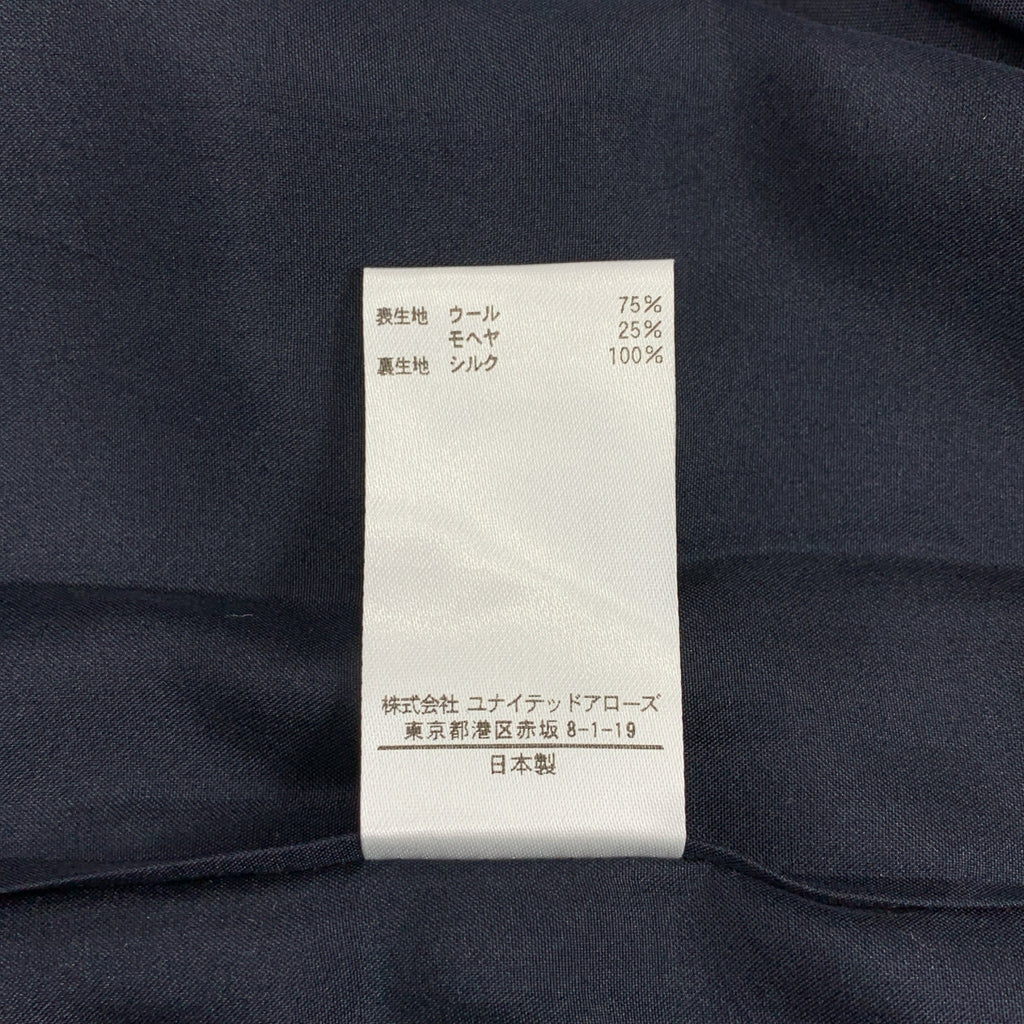 表生地 ウール 75%
モヘヤ 25%
裏生地 シルク 100%
株式会社 ユナイテッドアローズ
東京都港区赤坂 8-1-19
日本製